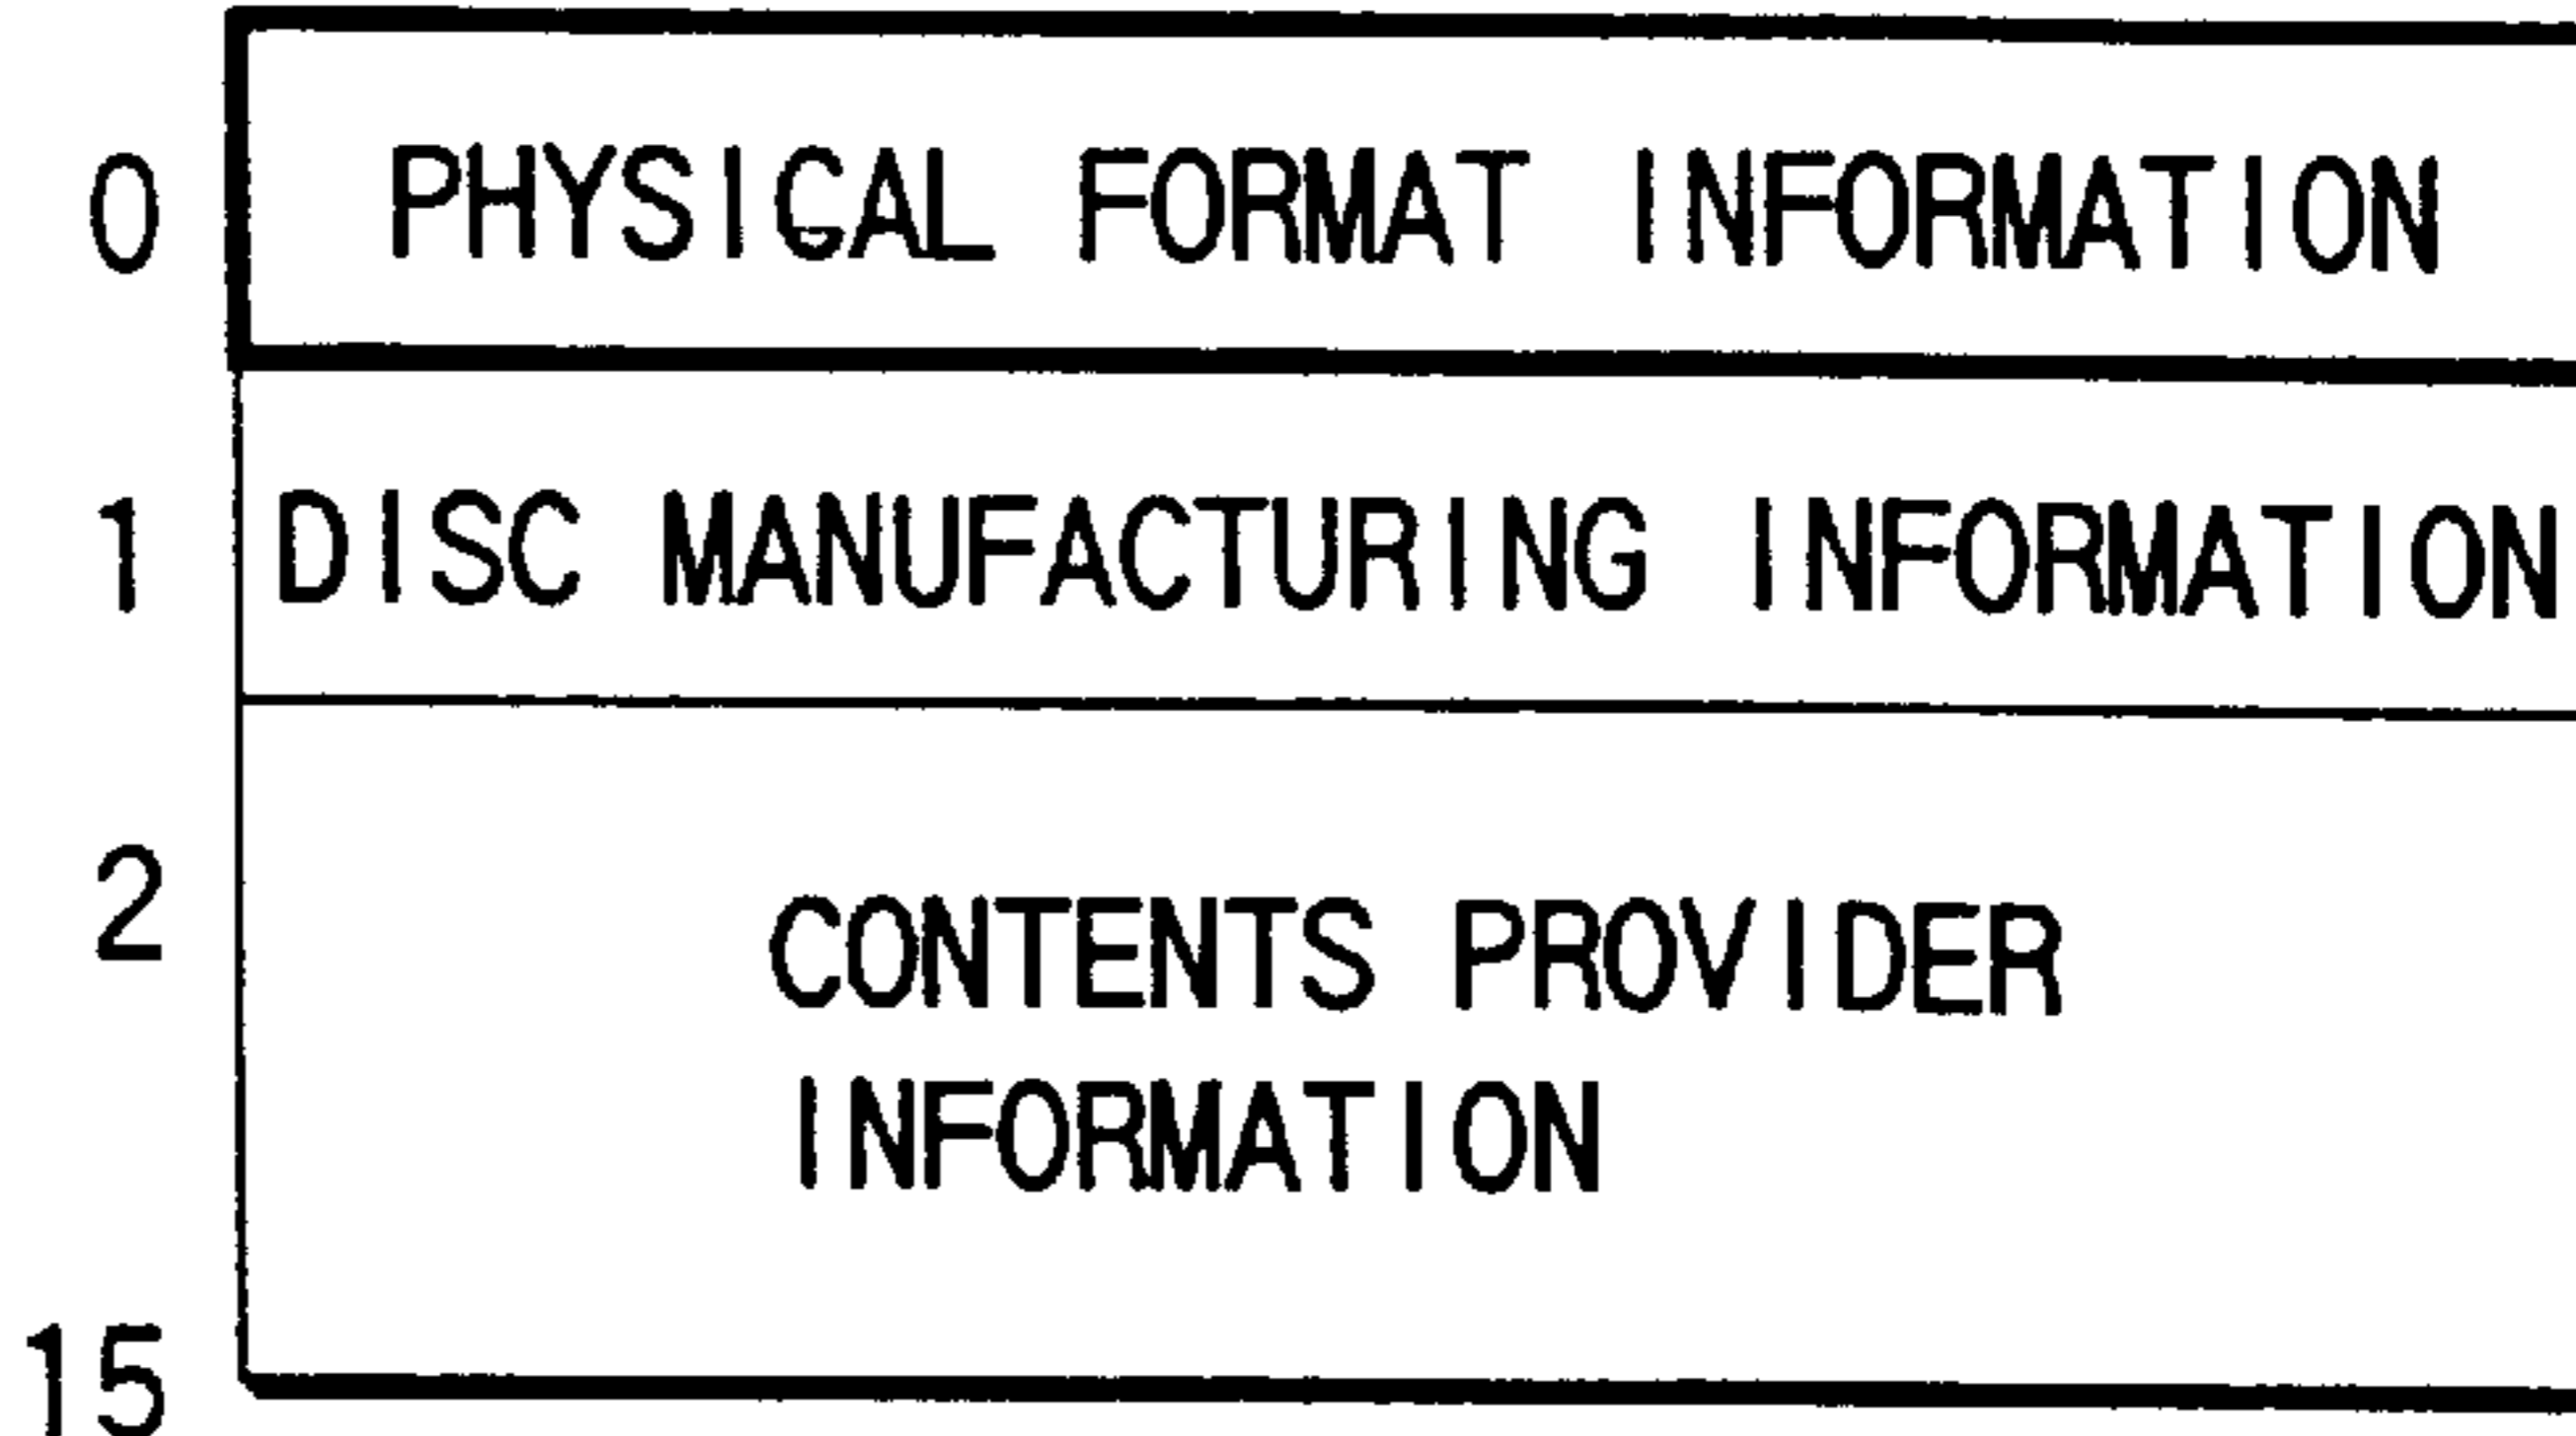 0 PHYSICAL FORMAT INFORMATION
1 DISC MANUFACTURING INFORMATION
2 CONTENTS PROVIDER
INFORMATION
15